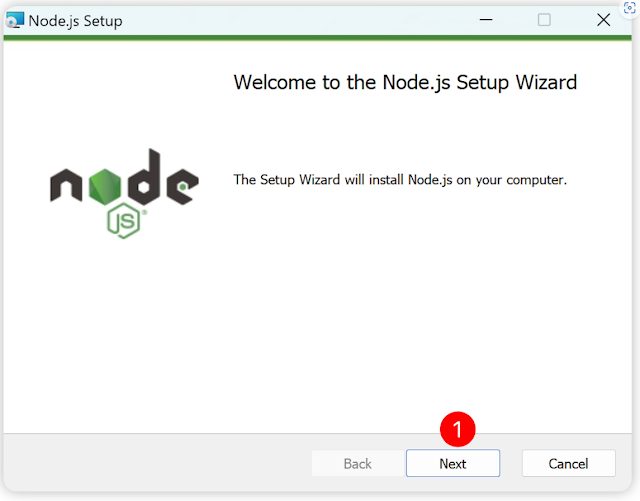 Node.js Setup
Welcome to the Node.js Setup Wizard
node
JS®
The Setup Wizard will install Node.js on your computer.
1
Back
Next
Cancel